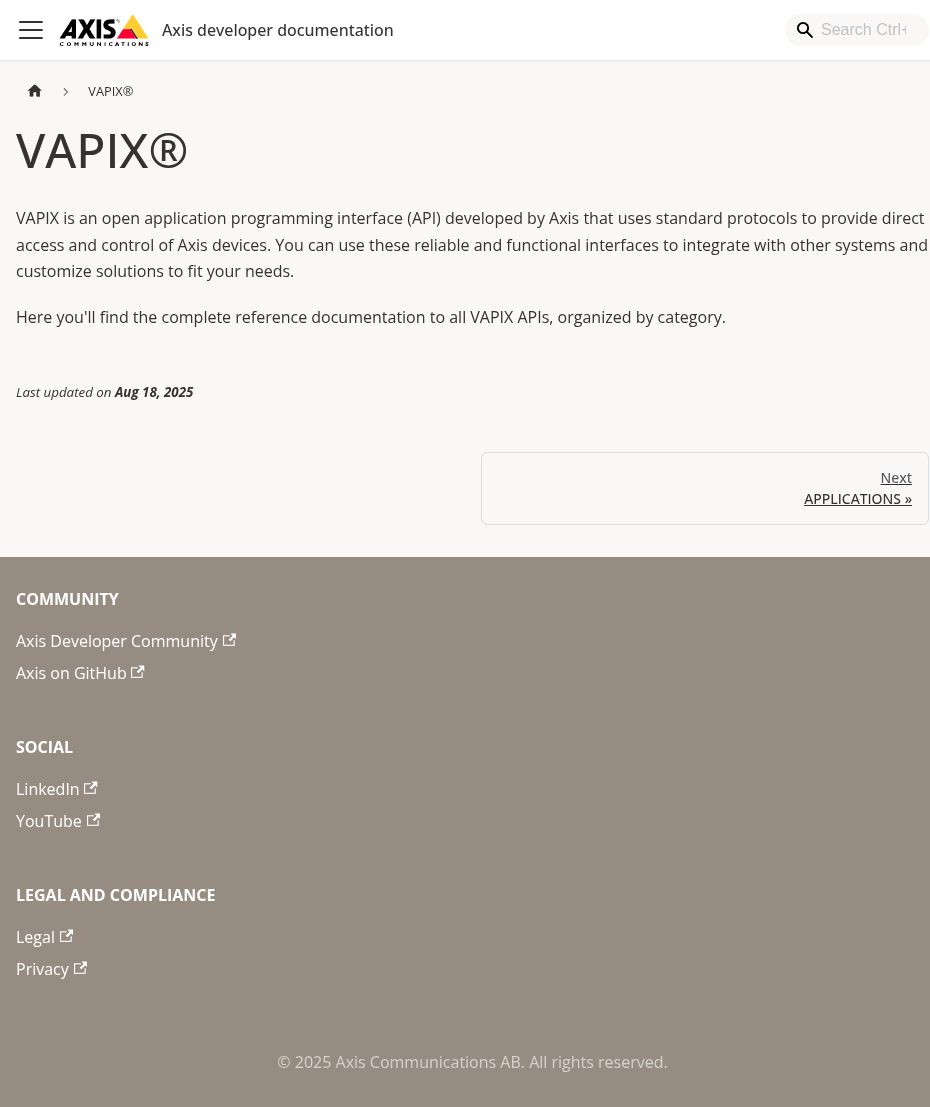 AXIS
COMMUNICATIONS
Axis developer documentation
Search Ctrl+
VAPIX®
VAPIX®
VAPIX is an open application programming interface (API) developed by Axis that uses standard protocols to provide direct
access and control of Axis devices. You can use these reliable and functional interfaces to integrate with other systems and
customize solutions to fit your needs.
Here you'll find the complete reference documentation to all VAPIX APIs, organized by category.
Last updated on Aug 18, 2025
Next
APPLICATIONS »
COMMUNITY
Axis Developer Community
Axis on GitHub
SOCIAL
LinkedIn
YouTube
LEGAL AND COMPLIANCE
Legal
Privacy
© 2025 Axis Communications AB. All rights reserved.